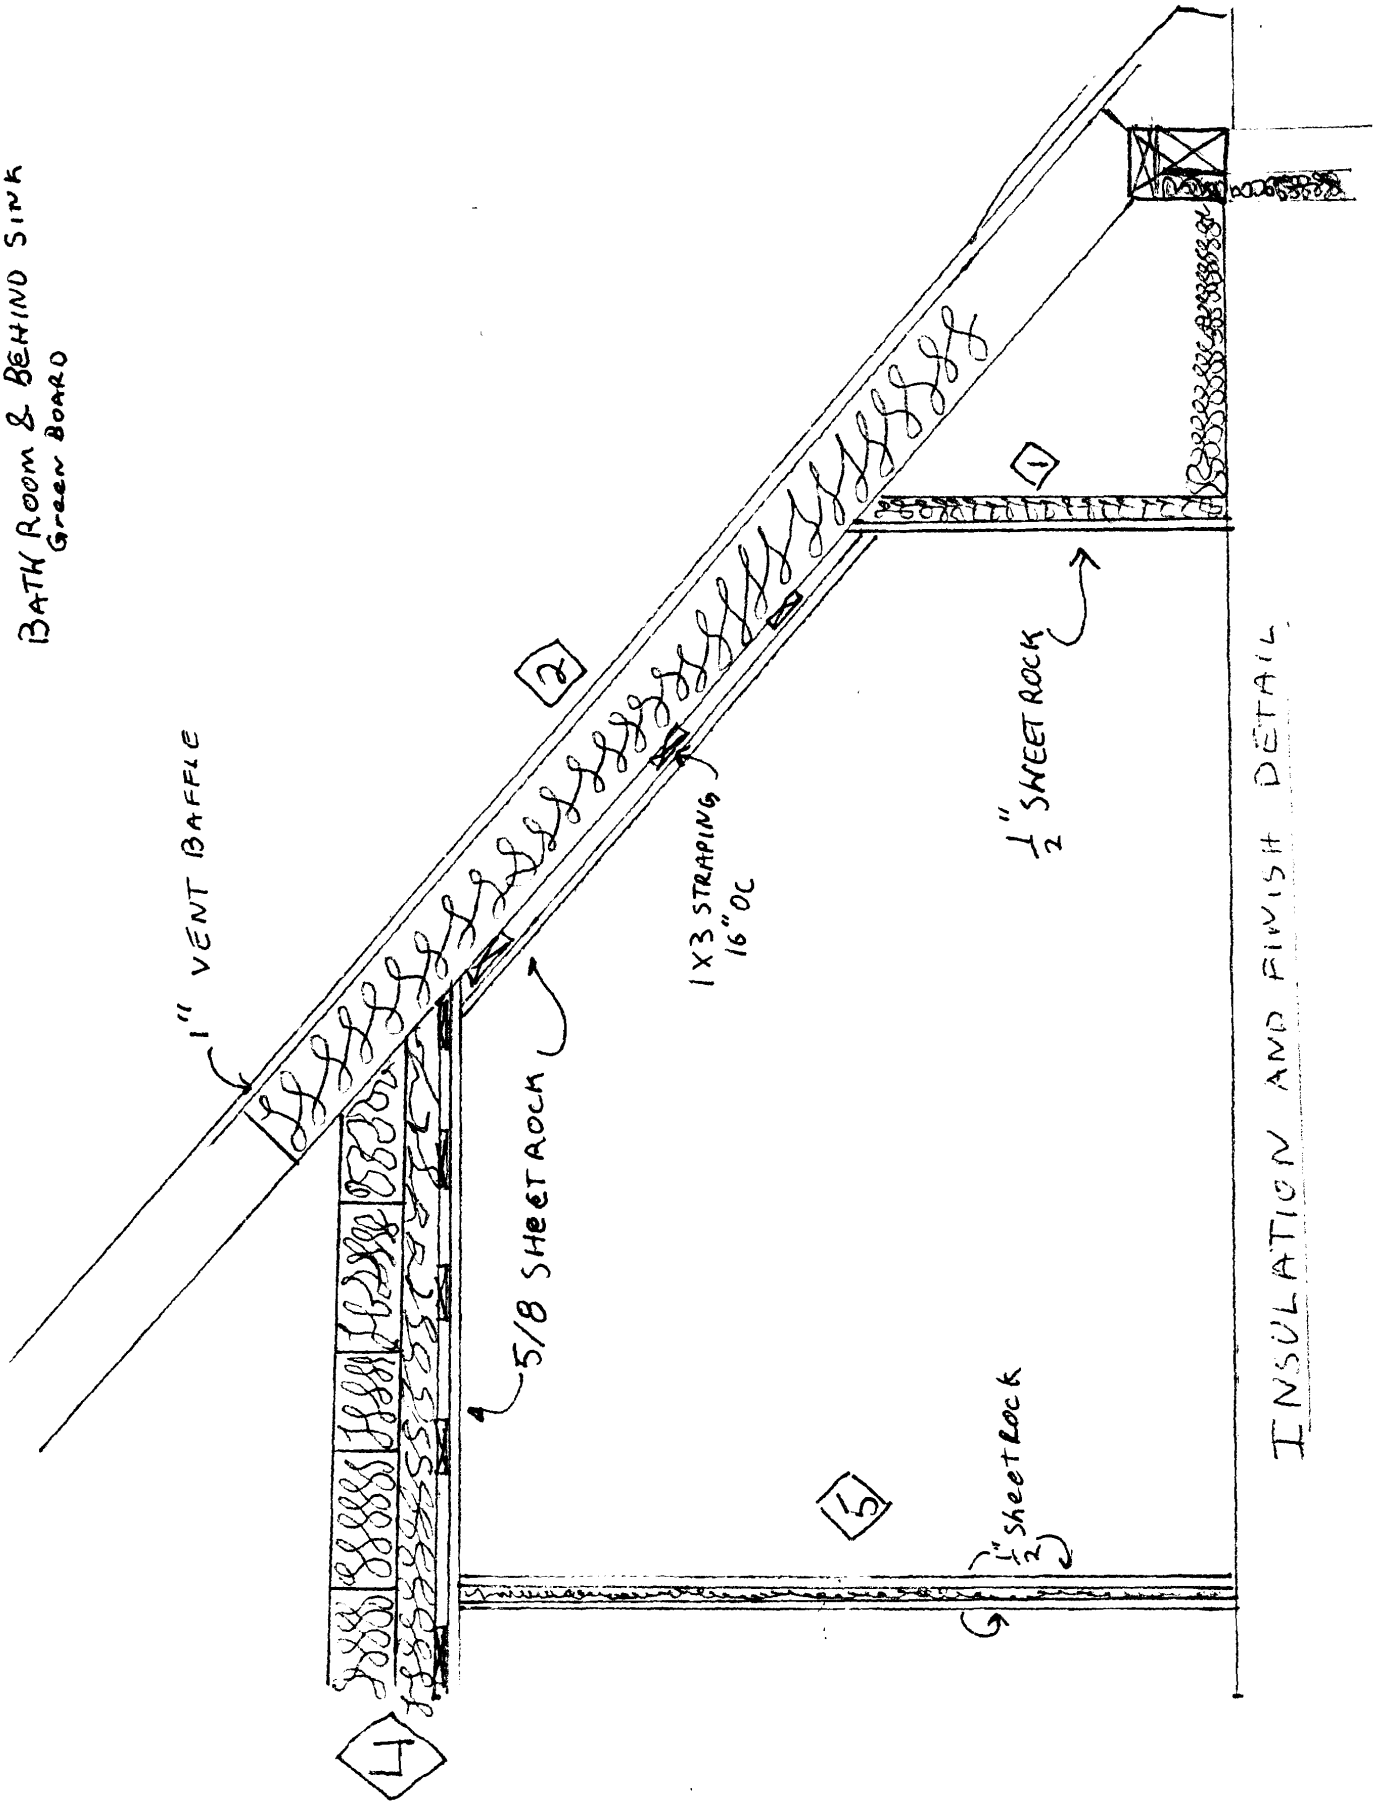 BATH ROOM & BEHIND SINK
Green BOARD
1" VENT BAFFLE
2
1
1/2" SHEETROCK
1X3 STRAPING
16" OC
5/8 SHEETROCK
4
5
1/2" SheetROCK
INSULATION AND FINISH DETAIL